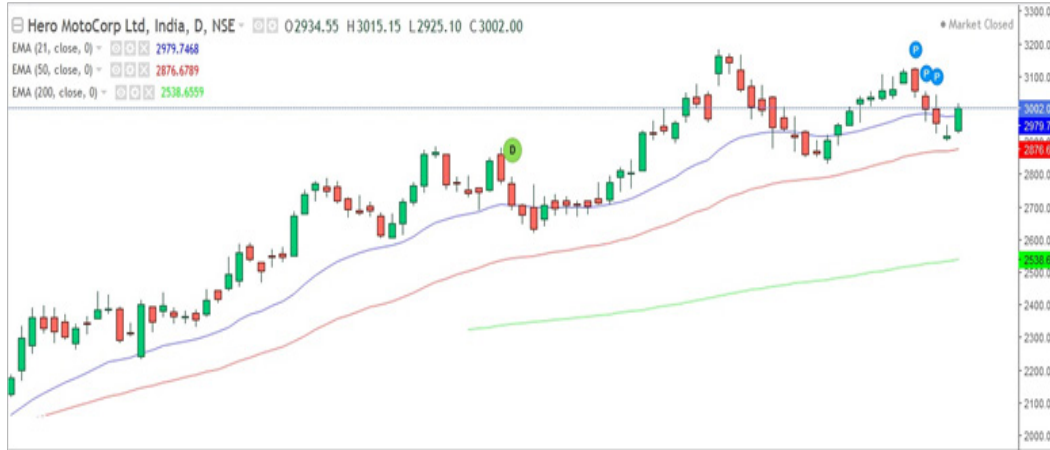 Hero MotoCorp Ltd, India, D, NSE O2934.55 H3015.15 L2925.10 C3002.00
Market Closed
EMA (21, close, 0) 2979.7468
EMA (50, close, 0) 2876.6789
EMA (200, close, 0) 2538.6559
D
P
P P
3300.0
3200.0
3100.0
3002.0
2979.7
2876.6
2800.0
2700.0
2600.0
2538.6
2500.0
2400.0
2300.0
2200.0
2100.0
2000.0